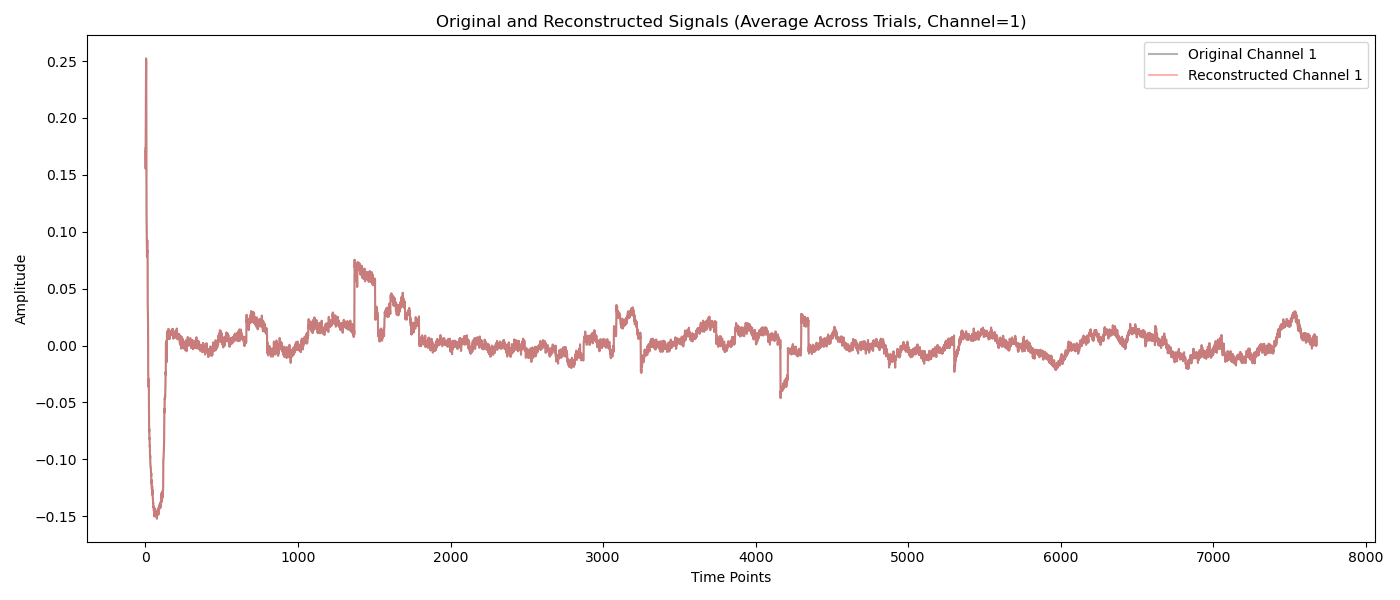 Original and Reconstructed Signals (Average Across Trials, Channel=1)
Original Channel 1
Reconstructed Channel 1
Amplitude
0.25
0.20
0.15
0.10
0.05
0.00
−0.05
−0.10
−0.15
0 1000 2000 3000 4000 5000 6000 7000 8000
Time Points